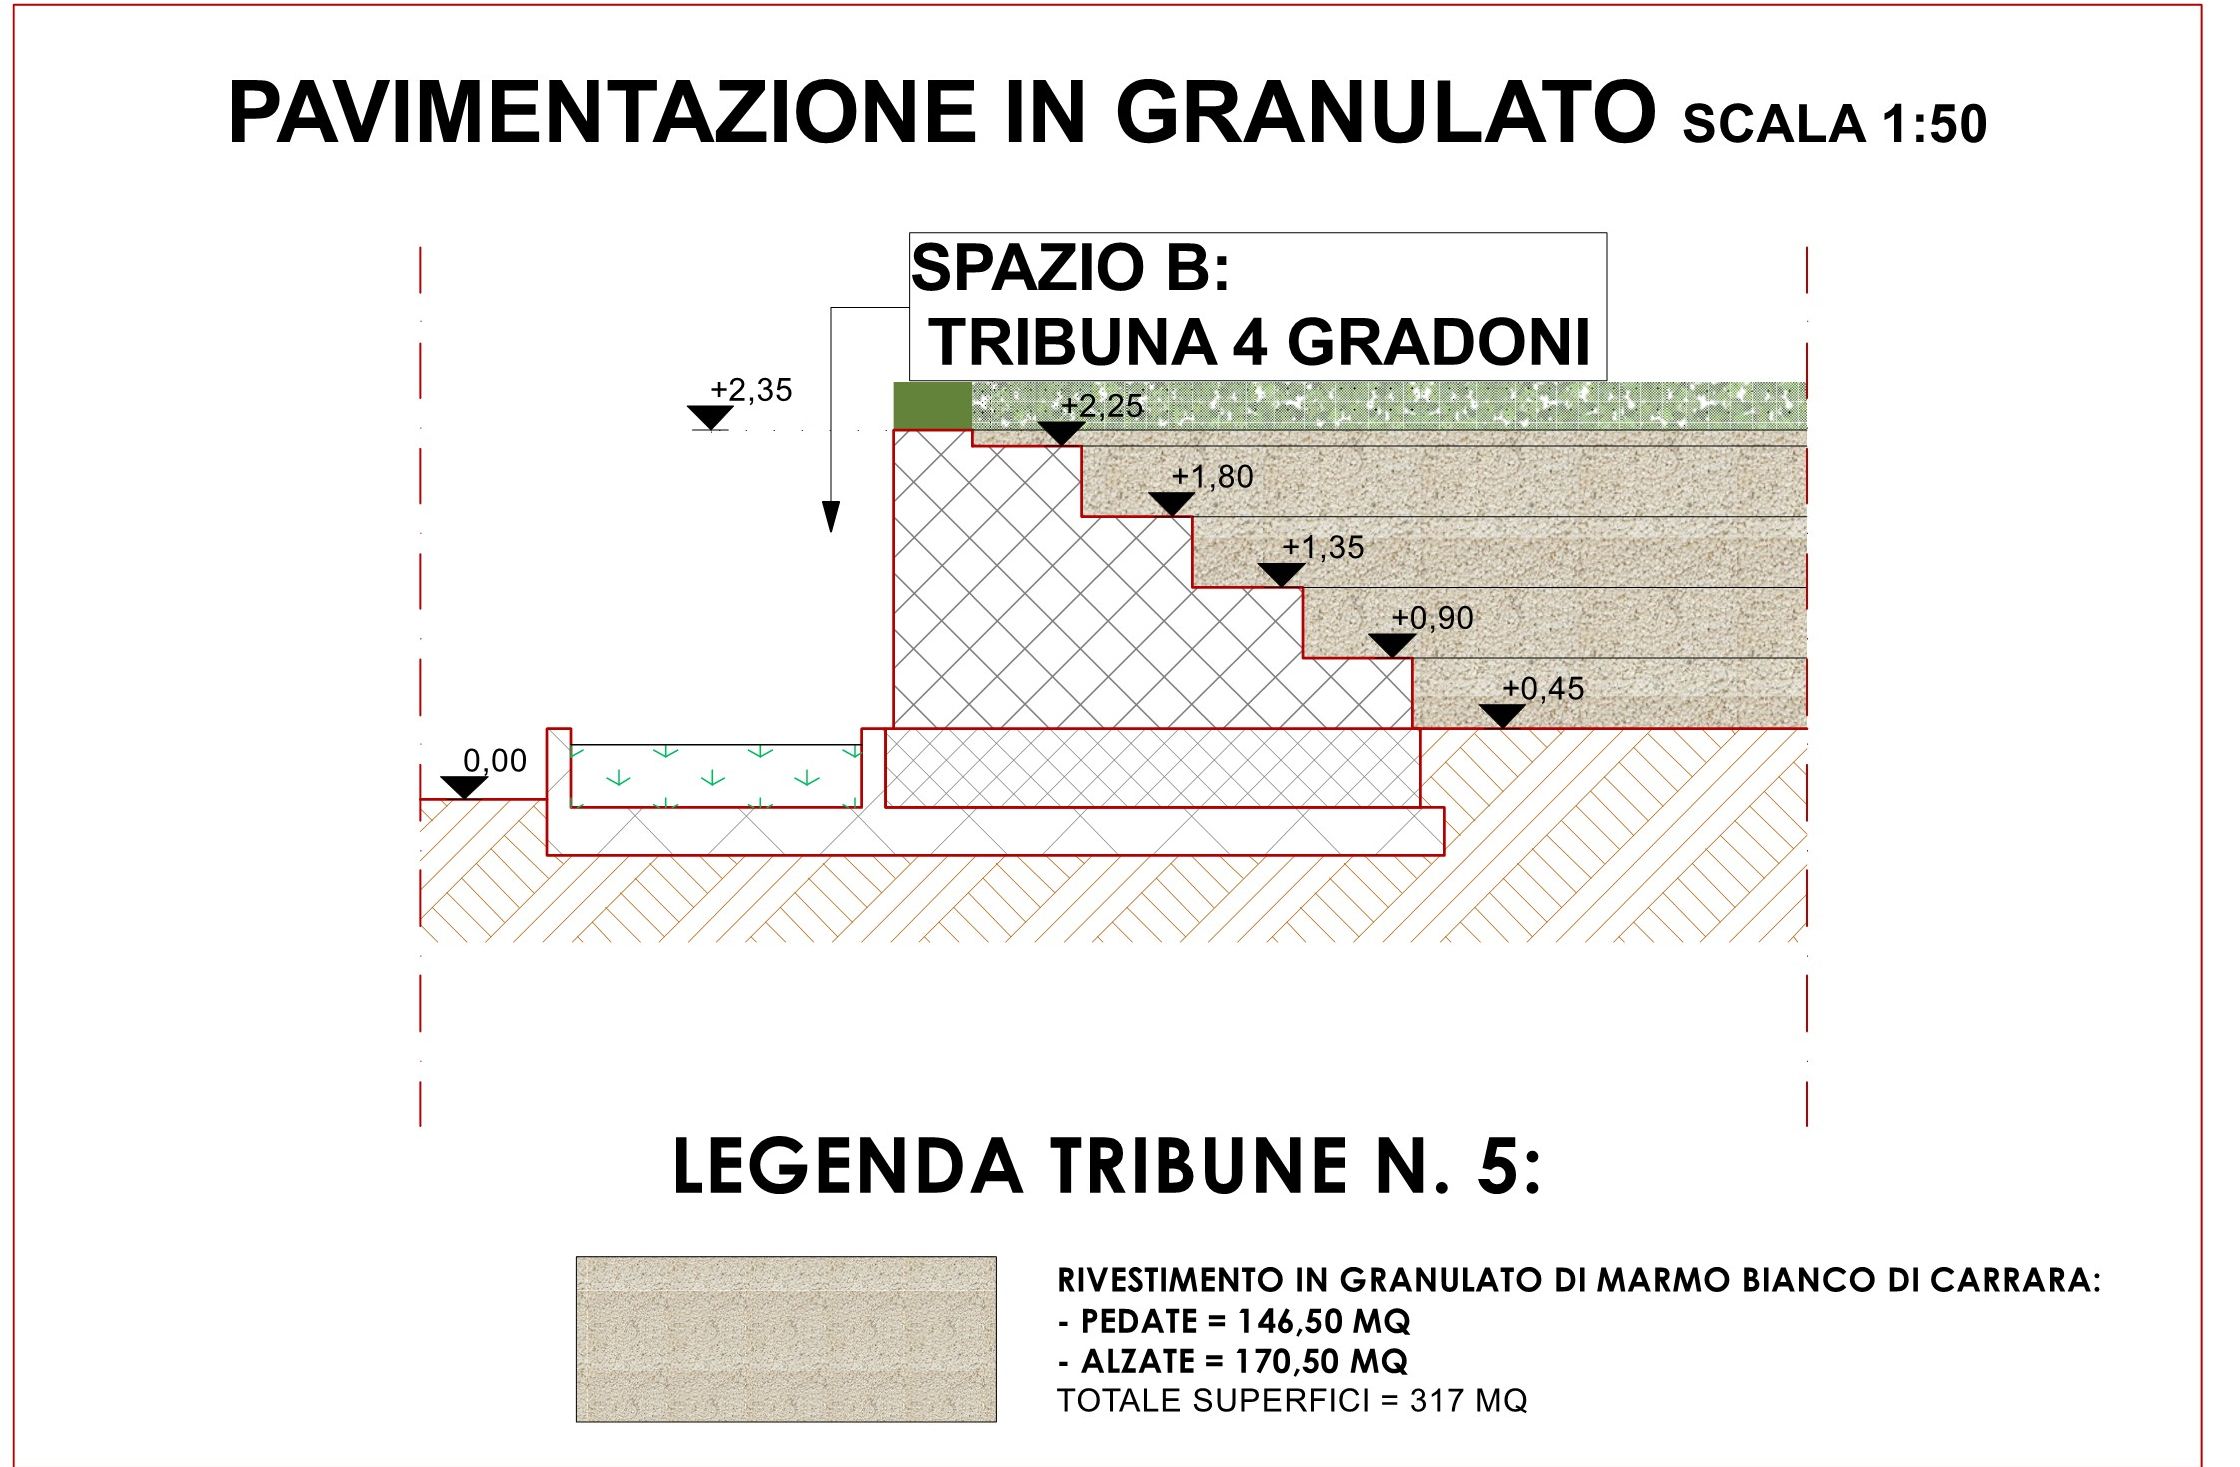 PAVIMENTAZIONE IN GRANULATO SCALA 1:50
SPAZIO B:
TRIBUNA 4 GRADONI
+2,35
+2,25
+1,80
+1,35
+0,90
+0,45
0,00
LEGENDA TRIBUNE N. 5:
RIVESTIMENTO IN GRANULATO DI MARMO BIANCO DI CARRARA:
- PEDATE = 146,50 MQ
- ALZATE = 170,50 MQ
TOTALE SUPERFICI = 317 MQ